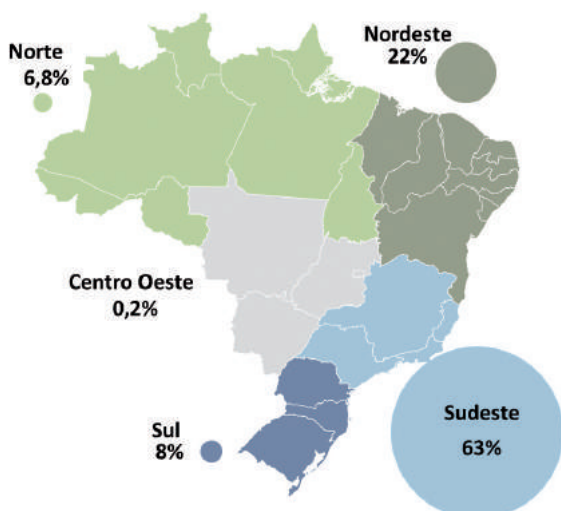 Norte
6,8%
Nordeste
22%
Centro Oeste
0,2%
Sudeste
63%
Sul
8%